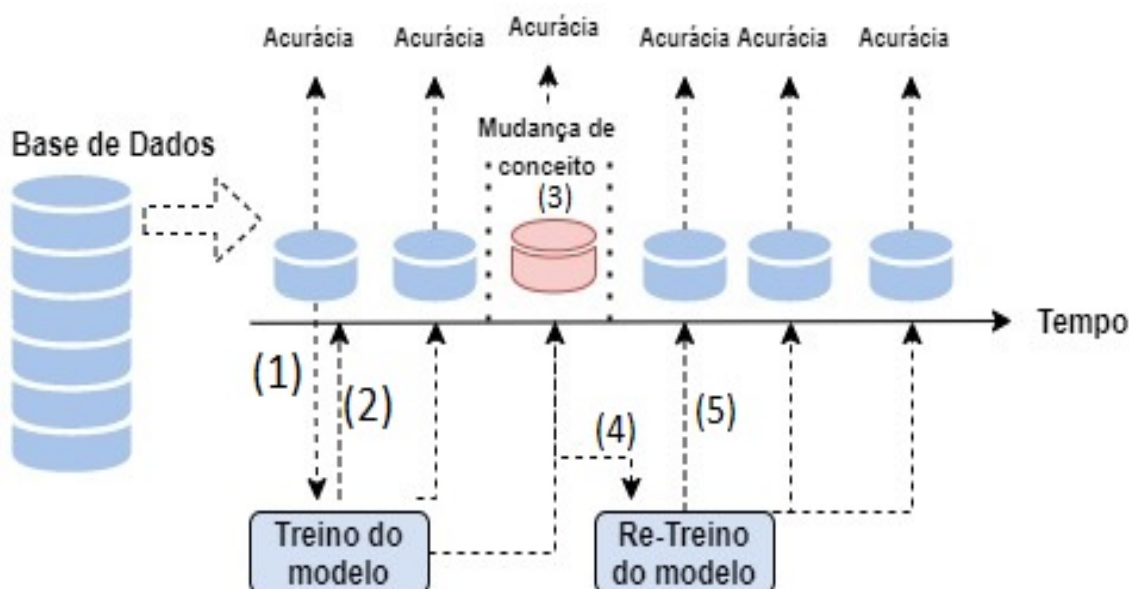 Acurácia Acurácia Acurácia Acurácia Acurácia Acurácia
Base de Dados
Mudança de
conceito
(3)
Tempo
(1)
(2)
(4)
(5)
Treino do
modelo
Re-Treino
do modelo